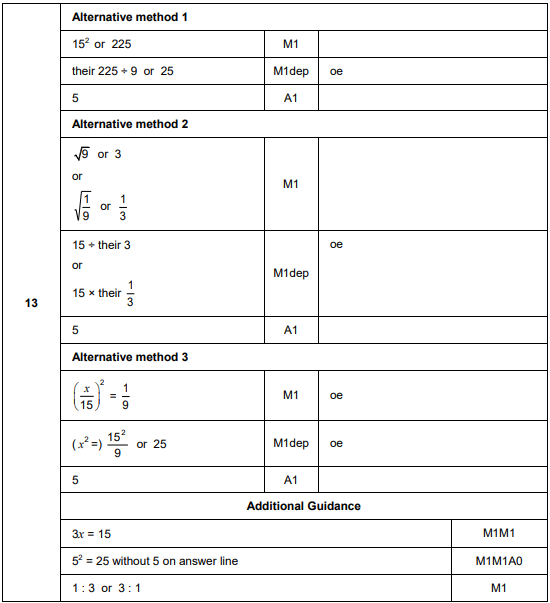 Alternative method 1
15² or 225 M1
their 225 ÷ 9 or 25 M1dep oe
5 A1
Alternative method 2
√9 or 3
or
√(1/9) or 1/3
M1
15 ÷ their 3
or
15 × their 1/3
M1dep oe
13
5 A1
Alternative method 3
(x/15)² = 1/9 M1 oe
(x² =) 15²/9 or 25 M1dep oe
5 A1
Additional Guidance
3x = 15 M1M1
5² = 25 without 5 on answer line M1M1A0
1 : 3 or 3 : 1 M1